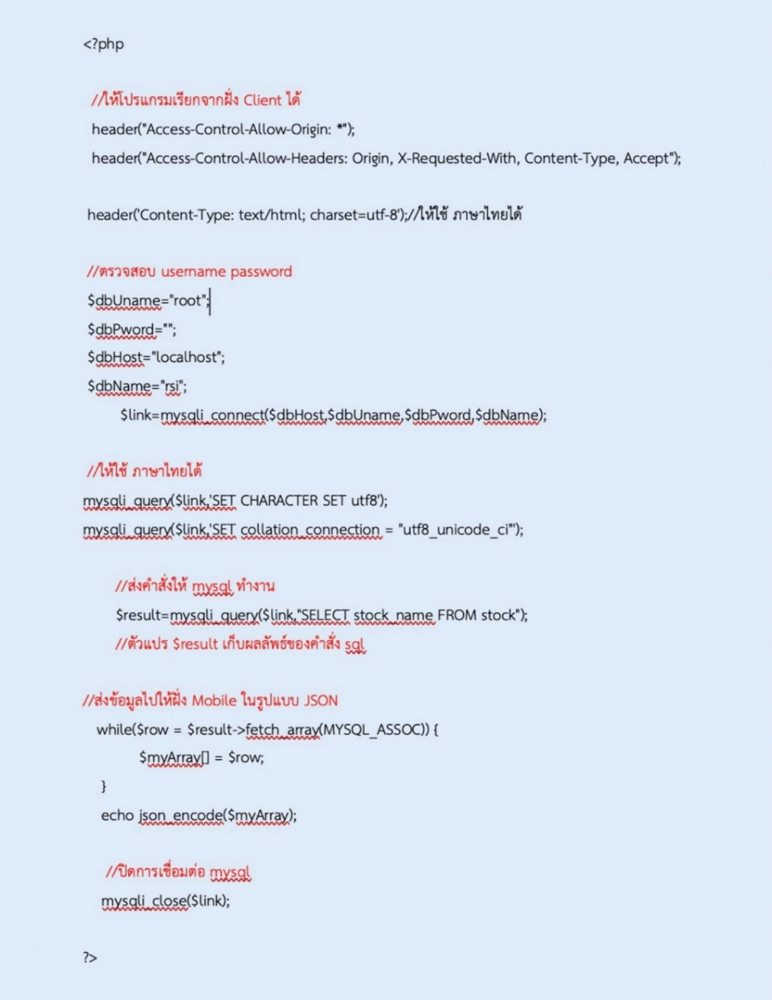 <?php
//ให้โปรแกรมเรียกจากฝั่ง Client ได้
header("Access-Control-Allow-Origin: *");
header("Access-Control-Allow-Headers: Origin, X-Requested-With, Content-Type, Accept");
header('Content-Type: text/html; charset=utf-8');//ให้ใช้ ภาษาไทยได้
//ตรวจสอบ username password
$dbUname="root";
$dbPword="";
$dbHost="localhost";
$dbName="rsi";
$link=mysqli_connect($dbHost,$dbUname,$dbPword,$dbName);
//ให้ใช้ ภาษาไทยได้
mysqli_query($link,'SET CHARACTER SET utf8');
mysqli_query($link,'SET collation_connection = "utf8_unicode_ci"');
//ส่งคำสั่งให้ mysql ทำงาน
$result=mysqli_query($link,"SELECT stock_name FROM stock");
//ตัวแปร $result เก็บผลลัพธ์ของคำสั่ง sql
//ส่งข้อมูลไปให้ฝั่ง Mobile ในรูปแบบ JSON
while($row = $result->fetch_array(MYSQL_ASSOC)) {
$myArray[] = $row;
}
echo json_encode($myArray);
//ปิดการเชื่อมต่อ mysql
mysqli_close($link);
?>